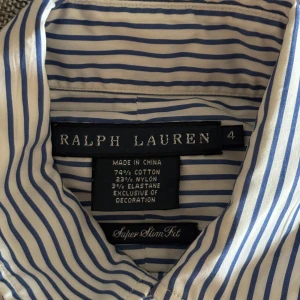 RALPH LAUREN 4
MADE IN CHINA
74% COTTON
23% NYLON
3% ELASTANE
EXCLUSIVE OF
DECORATION
Super Slim Fit